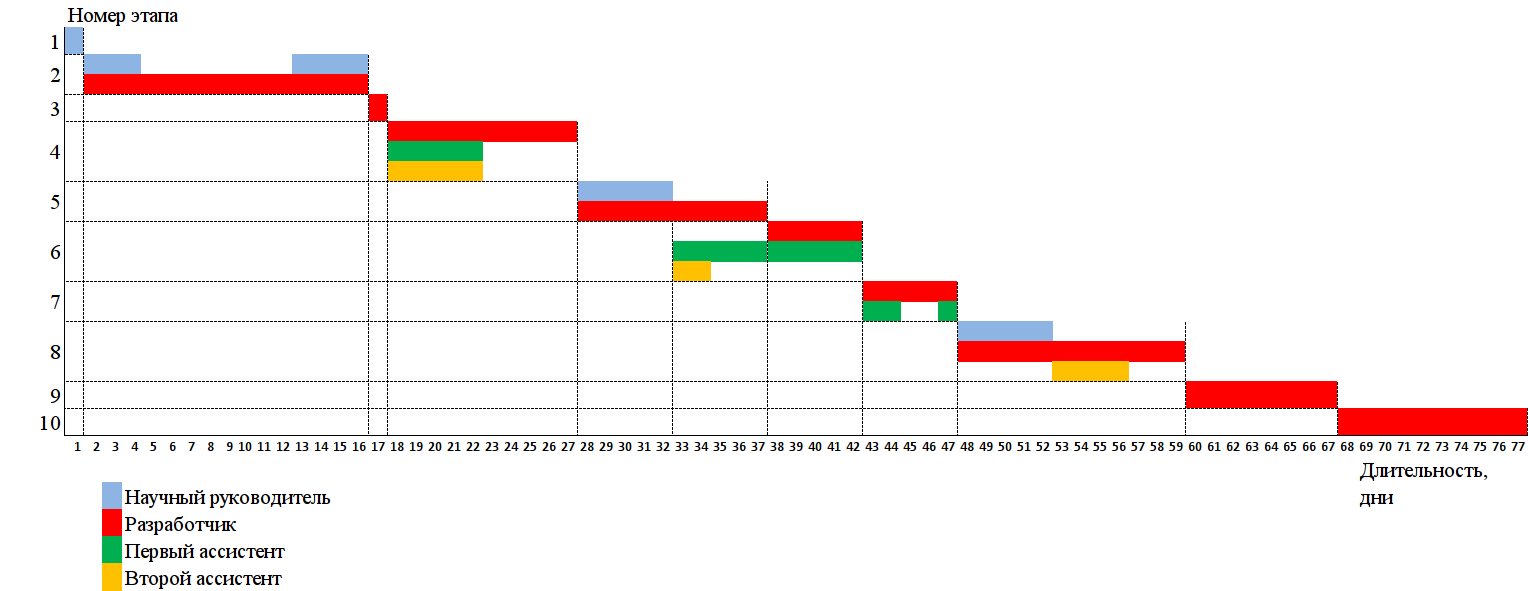 Номер этапа
1
2
3
4
5
6
7
8
9
10
1 2 3 4 5 6 7 8 9 10 11 12 13 14 15 16 17 18 19 20 21 22 23 24 25 26 27 28 29 30 31 32 33 34 35 36 37 38 39 40 41 42 43 44 45 46 47 48 49 50 51 52 53 54 55 56 57 58 59 60 61 62 63 64 65 66 67 68 69 70 71 72 73 74 75 76 77
Длительность,
дни
Научный руководитель
Разработчик
Первый ассистент
Второй ассистент